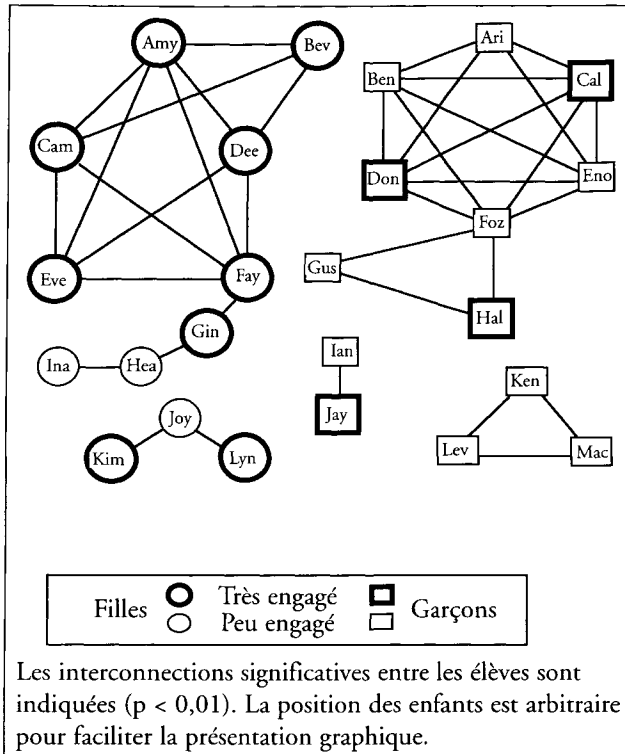 Amy Bev
Cam Dee
Eve Fay
Gin
Ina Hea
Joy
Kim Lyn
Ari
Ben Cal
Don Eno
Foz
Gus
Hal
Ian
Jay
Ken
Lev Mac
Filles Très engagé Garçons
Peu engagé
Les interconnections significatives entre les élèves sont
indiquées (p < 0,01). La position des enfants est arbitraire
pour faciliter la présentation graphique.